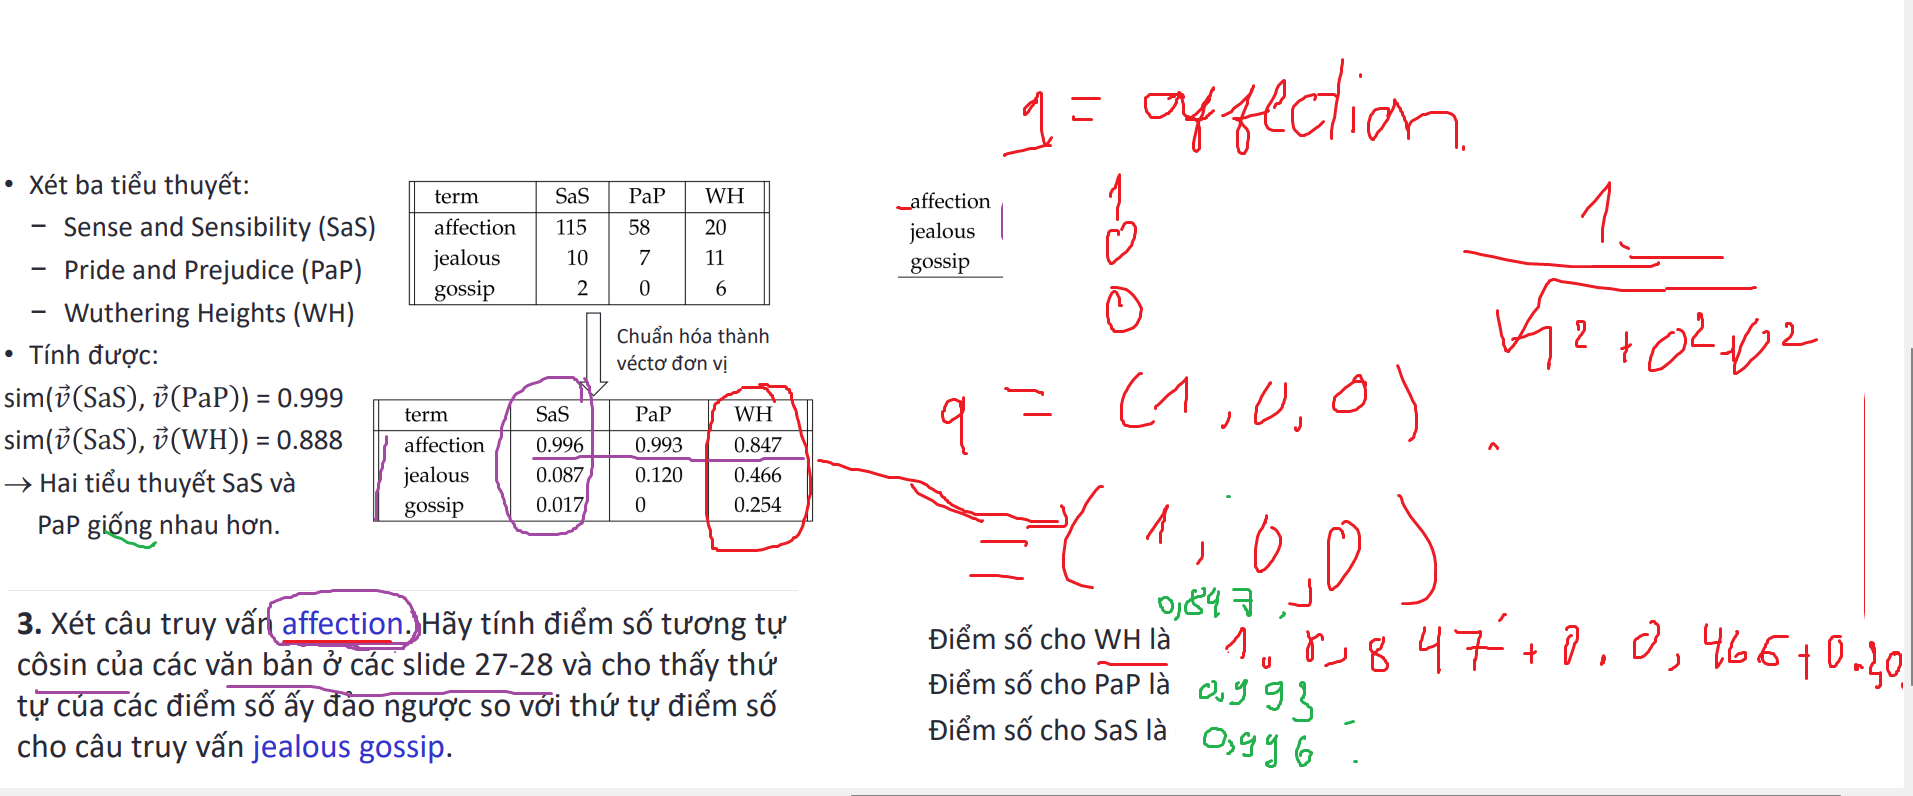 • Xét ba tiểu thuyết:
– Sense and Sensibility (SaS)
– Pride and Prejudice (PaP)
– Wuthering Heights (WH)
• Tính được:
sim(v⃗(SaS), v⃗(PaP)) = 0.999
sim(v⃗(SaS), v⃗(WH)) = 0.888
→ Hai tiểu thuyết SaS và
PaP giống nhau hơn.
term SaS PaP WH
affection 115 58 20
jealous 10 7 11
gossip 2 0 6
Chuẩn hóa thành
véctơ đơn vị
term SaS PaP WH
affection 0.996 0.993 0.847
jealous 0.087 0.120 0.466
gossip 0.017 0 0.254
3. Xét câu truy vấn affection. Hãy tính điểm số tương tự
côsin của các văn bản ở các slide 27-28 và cho thấy thứ
tự của các điểm số ấy đảo ngược so với thứ tự điểm số
cho câu truy vấn jealous gossip.
q = affection.
affection 1
jealous 0
gossip 0
1
√1² + 0² + 0²
q = (1, 0, 0)
= (1, 0, 0)
0,847
Điểm số cho WH là 1. 0,847 + 0. 0,466 + 0.
Điểm số cho PaP là 0,993
Điểm số cho SaS là 0,996